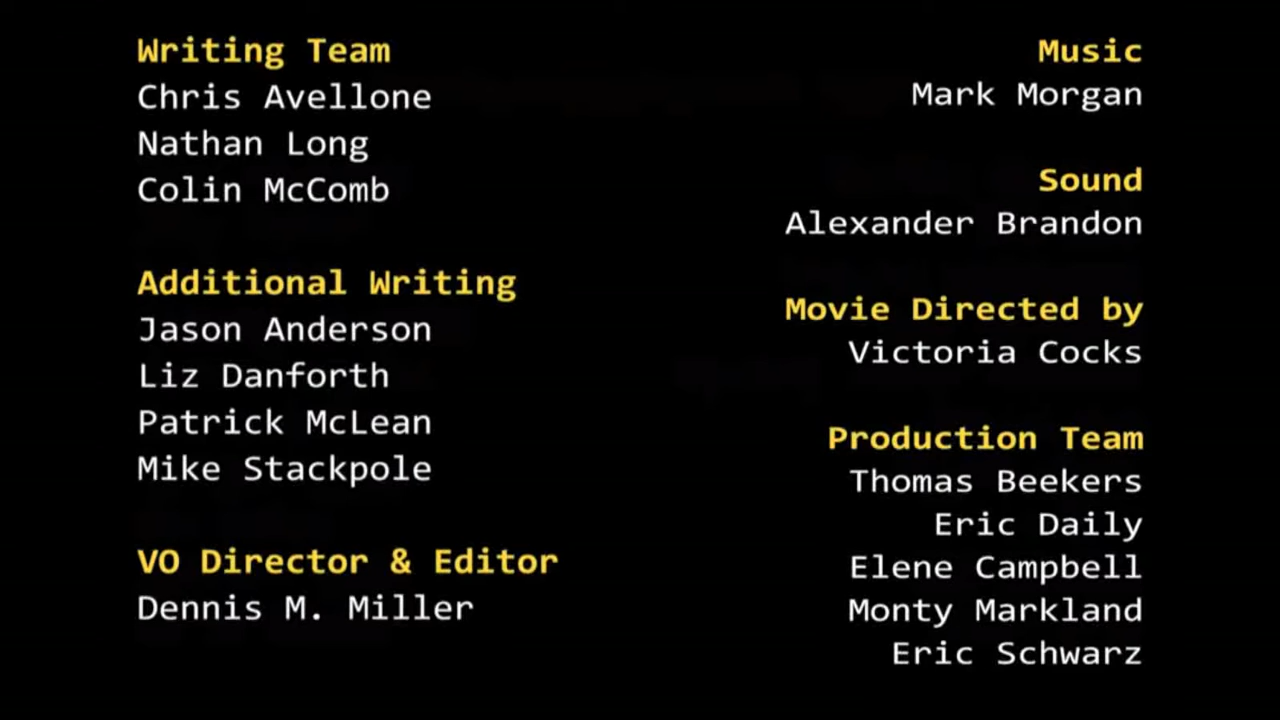 Writing Team
Chris Avellone
Nathan Long
Colin McComb
Additional Writing
Jason Anderson
Liz Danforth
Patrick McLean
Mike Stackpole
VO Director & Editor
Dennis M. Miller
Music
Mark Morgan
Sound
Alexander Brandon
Movie Directed by
Victoria Cocks
Production Team
Thomas Beekers
Eric Daily
Elene Campbell
Monty Markland
Eric Schwarz